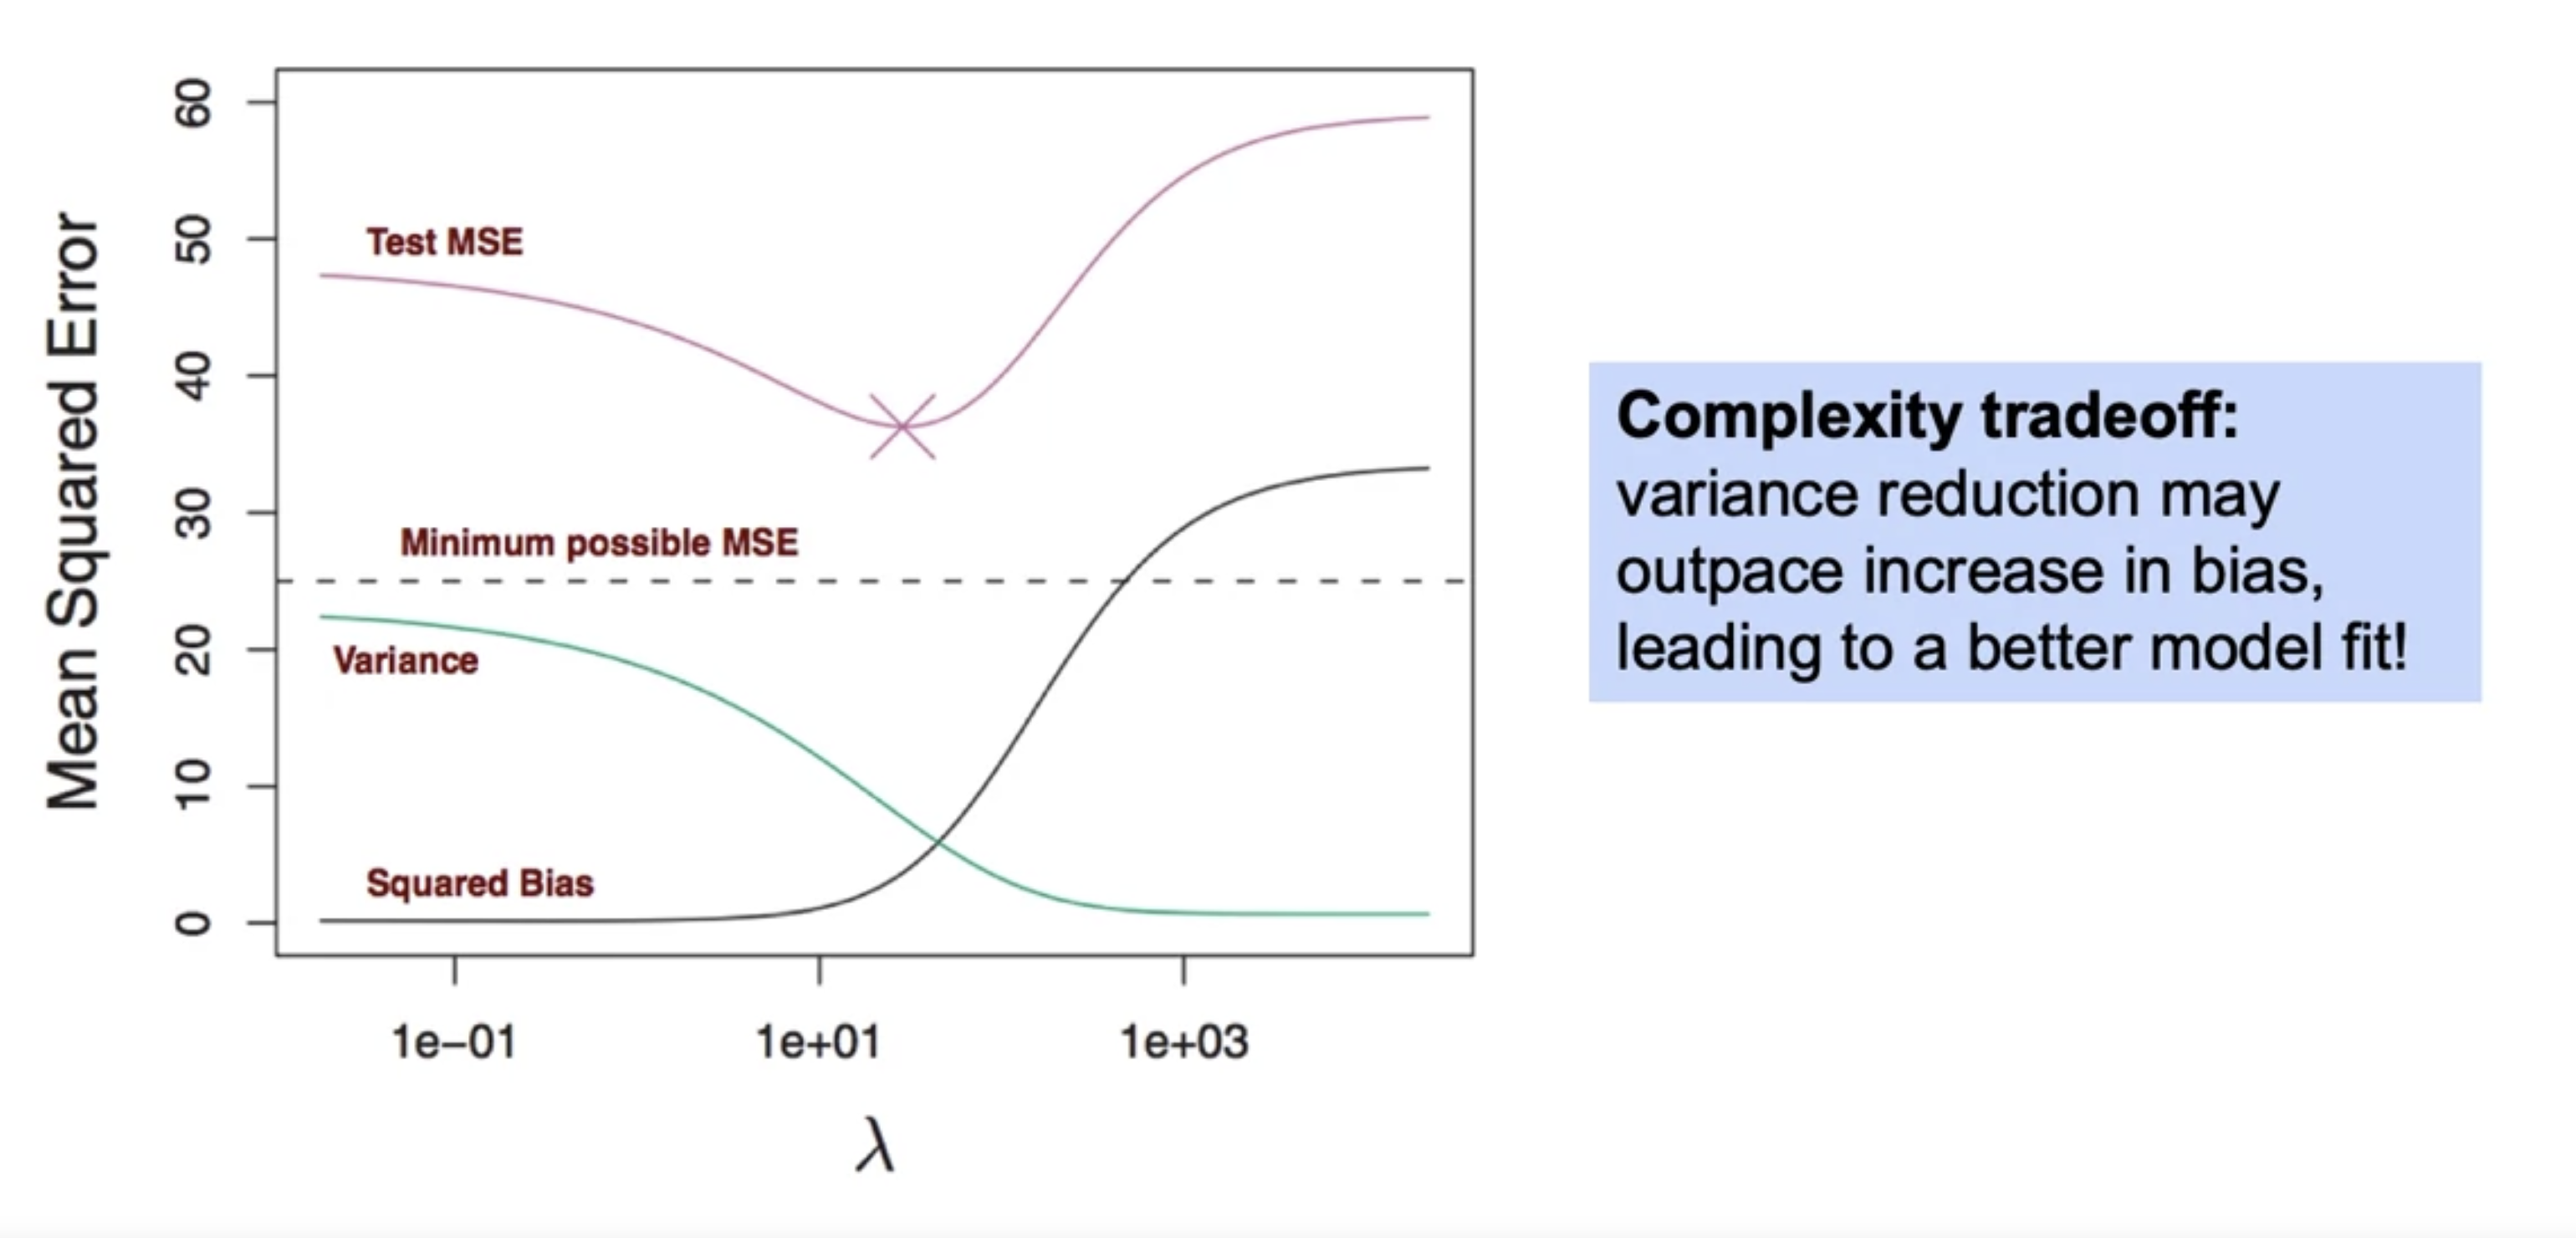 60
50
40
30
20
10
0
Mean Squared Error
Test MSE
Minimum possible MSE
Variance
Squared Bias
1e−01
1e+01
1e+03
λ
Complexity tradeoff:
variance reduction may
outpace increase in bias,
leading to a better model fit!